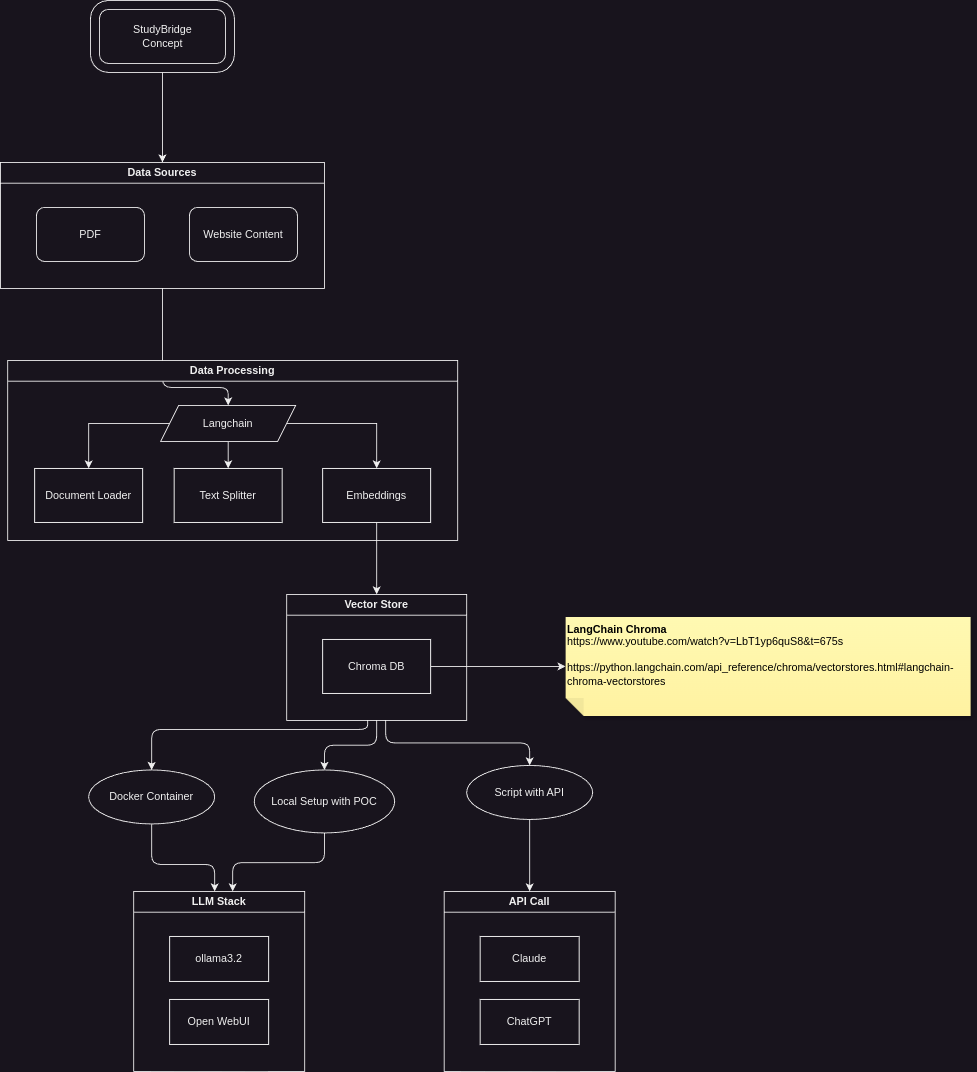 StudyBridge
Concept
Data Sources
PDF
Website Content
Data Processing
Langchain
Document Loader
Text Splitter
Embeddings
Vector Store
Chroma DB
LangChain Chroma
https://www.youtube.com/watch?v=LbT1yp6quS8&t=675s
https://python.langchain.com/api_reference/chroma/vectorstores.html#langchain-
chroma-vectorstores
Docker Container
Local Setup with POC
Script with API
LLM Stack
ollama3.2
Open WebUI
API Call
Claude
ChatGPT